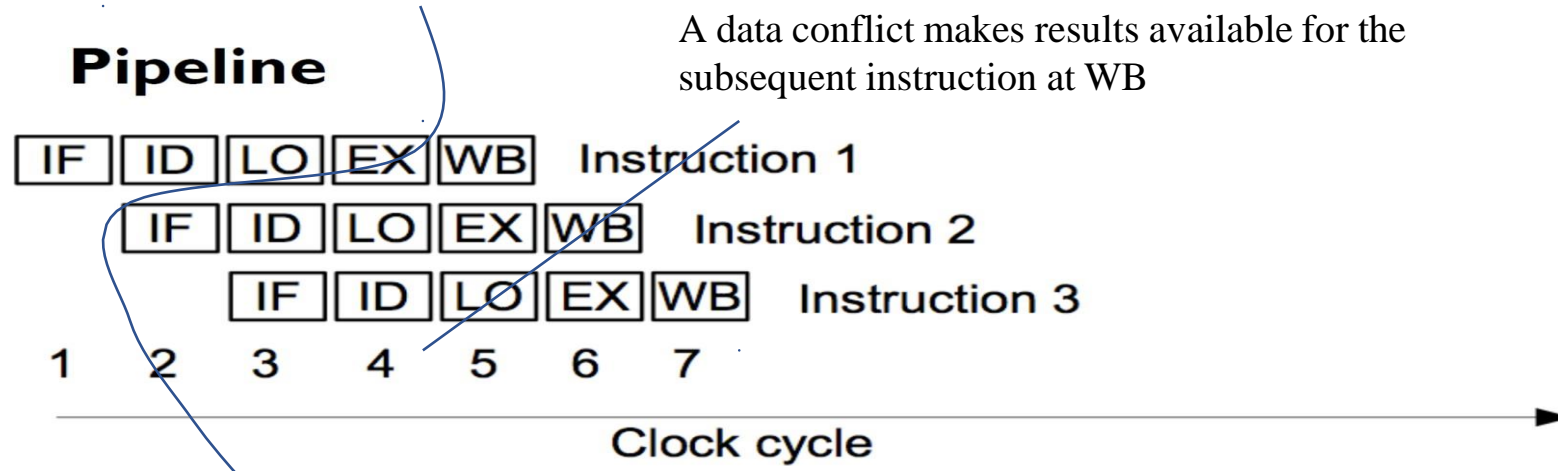 A data conflict makes results available for the
subsequent instruction at WB
Pipeline
IF ID LO EX WB Instruction 1
IF ID LO EX WB Instruction 2
IF ID LO EX WB Instruction 3
1 2 3 4 5 6 7
Clock cycle